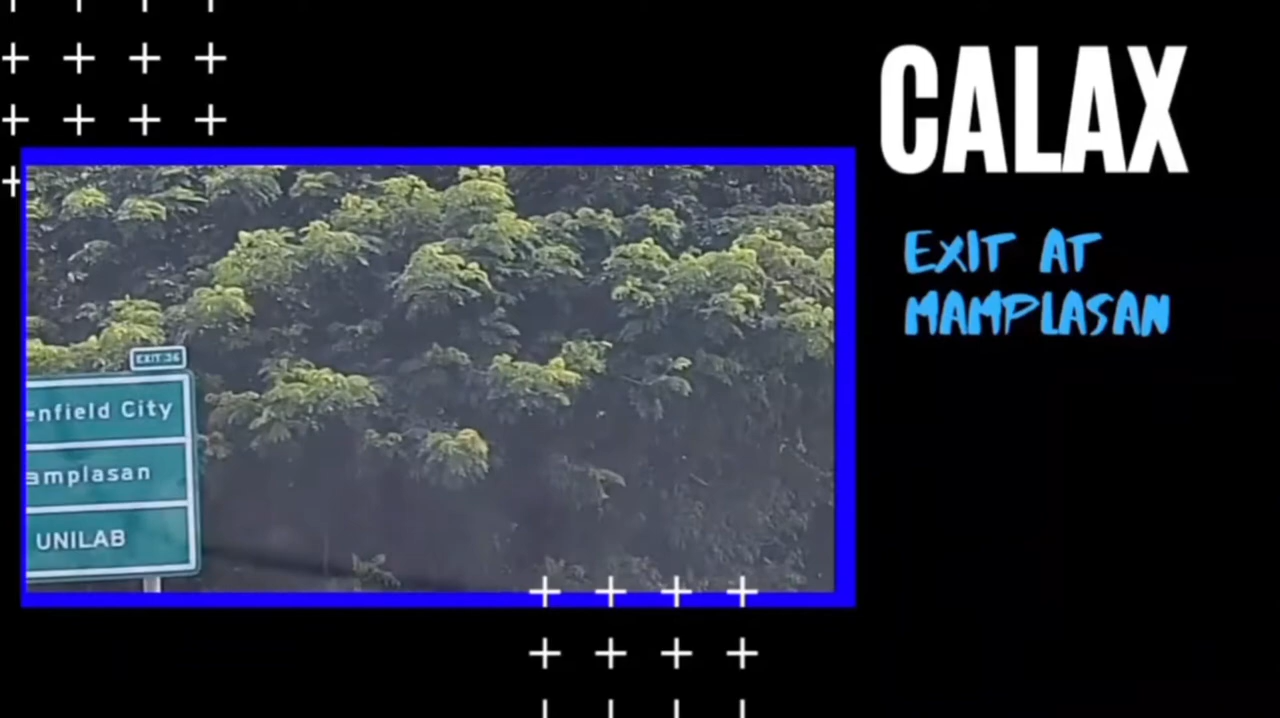 CALAX
EXIT AT
MAMPLASAN
EXIT 36
enfield City
amplasan
UNILAB